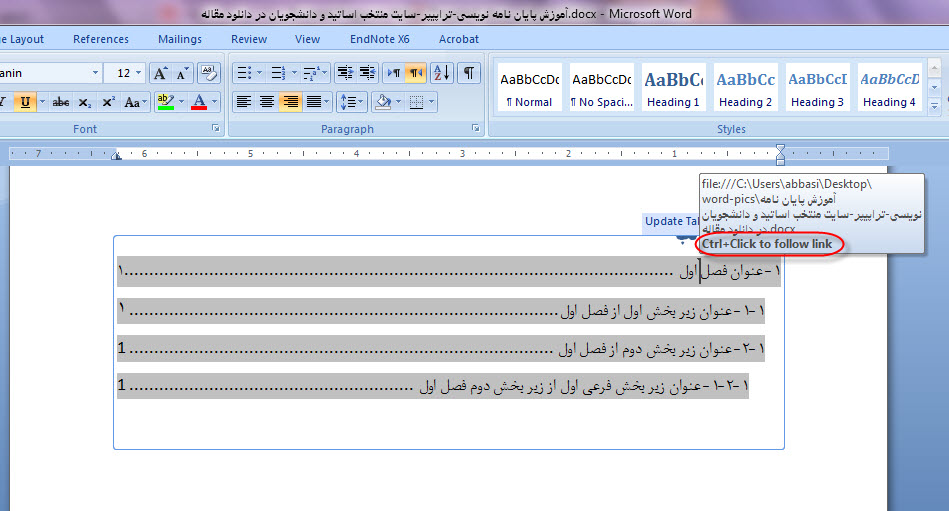 آموزش پایان نامه نویسی-تراپیپر-سایت منتخب اساتید و دانشجویان در دانلود مقاله.docx - Microsoft Word
Page Layout References Mailings Review View EndNote X6 Acrobat
12
Font
Paragraph
AaBbCcDc AaBbCcDc AaBbCc AaBbCc AaBbCcI AaBbCcD
¶ Normal ¶ No Spaci... Heading 1 Heading 2 Heading 3 Heading 4
Styles
7 6 5 4 3 2 1
file:///C:\Users\abbasi\Desktop\
word-pics\آموزش پایان نامه
نویسی-تراپیپر-سایت منتخب اساتید و دانشجویان
در دانلود مقاله.docx
Ctrl+Click to follow link
Update Tab
۱-عنوان فصل اول ....................................................................................۱
۱-۱-عنوان زیر بخش اول از فصل اول....................................................................۱
۱-۲-عنوان زیر بخش دوم از فصل اول ....................................................................1
۱-۲-۱-عنوان زیر بخش فرعی اول از زیر بخش دوم فصل اول ................................................1